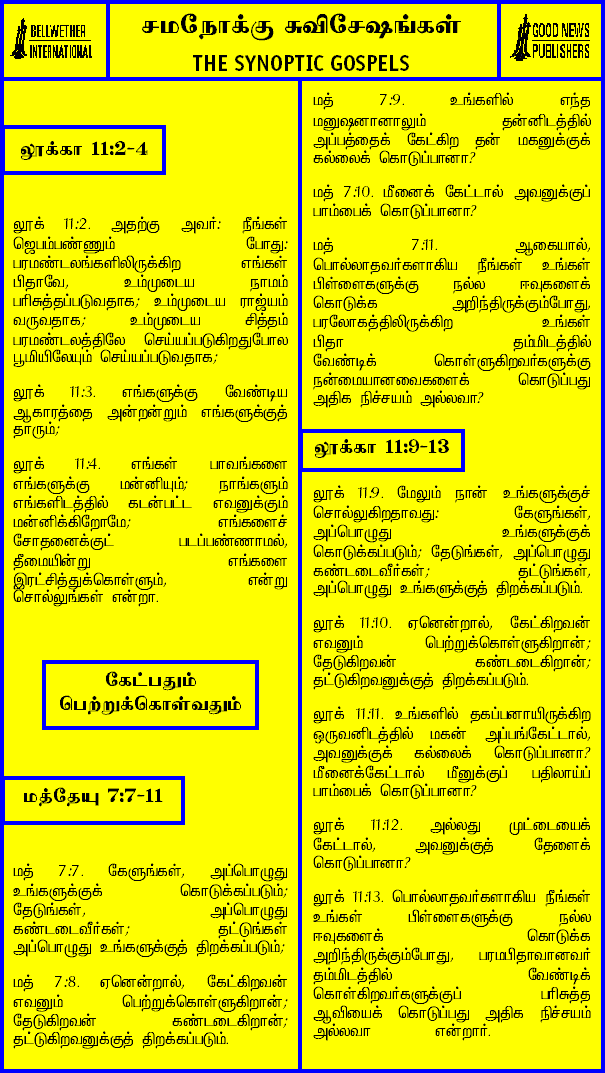 BELLWETHER
INTERNATIONAL
சமநோக்கு சுவிசேஷங்கள்
THE SYNOPTIC GOSPELS
GOOD NEWS
PUBLISHERS
லூக்கா 11:2-4
லூக் 11:2. அதற்கு அவர்: நீங்கள்
ஜெபம்பண்ணும் போது:
பரமண்டலங்களிலிருக்கிற எங்கள்
பிதாவே, உம்முடைய நாமம்
பரிசுத்தப்படுவதாக; உம்முடைய ராஜ்யம்
வருவதாக; உம்முடைய சித்தம்
பரமண்டலத்திலே செய்யப்படுகிறதுபோல
பூமியிலேயும் செய்யப்படுவதாக;
லூக் 11:3. எங்களுக்கு வேண்டிய
ஆகாரத்தை அன்றன்றும் எங்களுக்குத்
தாரும்;
லூக் 11:4. எங்கள் பாவங்களை
எங்களுக்கு மன்னியும்; நாங்களும்
எங்களிடத்தில் கடன்பட்ட எவனுக்கும்
மன்னிக்கிறோமே; எங்களைச்
சோதனைக்குட் படப்பண்ணாமல்,
தீமையின்று எங்களை
இரட்சித்துக்கொள்ளும், என்று
சொல்லுங்கள் என்றா.
கேட்பதும்
பெற்றுக்கொள்வதும்
மத்தேயு 7:7-11
மத் 7:7. கேளுங்கள், அப்பொழுது
உங்களுக்குக் கொடுக்கப்படும்;
தேடுங்கள், அப்பொழுது
கண்டடைவீர்கள்; தட்டுங்கள்
அப்பொழுது உங்களுக்குத் திறக்கப்படும்;
மத் 7:8. ஏனென்றால், கேட்கிறவன்
எவனும் பெற்றுக்கொள்ளுகிறான்;
தேடுகிறவன் கண்டடைகிறான்;
தட்டுகிறவனுக்குத் திறக்கப்படும்.
மத் 7:9. உங்களில் எந்த
மனுஷனானாலும் தன்னிடத்தில்
அப்பத்தைக் கேட்கிற தன் மகனுக்குக்
கல்லைக் கொடுப்பானா?
மத் 7:10. மீனைக் கேட்டால் அவனுக்குப்
பாம்பைக் கொடுப்பானா?
மத் 7:11. ஆகையால்,
பொல்லாதவர்களாகிய நீங்கள் உங்கள்
பிள்ளைகளுக்கு நல்ல ஈவுகளைக்
கொடுக்க அறிந்திருக்கும்போது,
பரலோகத்திலிருக்கிற உங்கள்
பிதா தம்மிடத்தில்
வேண்டிக் கொள்ளுகிறவர்களுக்கு
நன்மையானவைகளைக் கொடுப்பது
அதிக நிச்சயம் அல்லவா?
லூக்கா 11:9-13
லூக் 11:9. மேலும் நான் உங்களுக்குச்
சொல்லுகிறதாவது: கேளுங்கள்,
அப்பொழுது உங்களுக்குக்
கொடுக்கப்படும்; தேடுங்கள், அப்பொழுது
கண்டடைவீர்கள்; தட்டுங்கள்,
அப்பொழுது உங்களுக்குத் திறக்கப்படும்.
லூக் 11:10. ஏனென்றால், கேட்கிறவன்
எவனும் பெற்றுக்கொள்ளுகிறான்;
தேடுகிறவன் கண்டடைகிறான்;
தட்டுகிறவனுக்குத் திறக்கப்படும்.
லூக் 11:11. உங்களில் தகப்பனாயிருக்கிற
ஒருவனிடத்தில் மகன் அப்பங்கேட்டால்,
அவனுக்குக் கல்லைக் கொடுப்பானா?
மீனைக்கேட்டால் மீனுக்குப் பதிலாய்ப்
பாம்பைக் கொடுப்பானா?
லூக் 11:12. அல்லது முட்டையைக்
கேட்டால், அவனுக்குத் தேளைக்
கொடுப்பானா?
லூக் 11:13. பொல்லாதவர்களாகிய நீங்கள்
உங்கள் பிள்ளைகளுக்கு நல்ல
ஈவுகளைக் கொடுக்க
அறிந்திருக்கும்போது, பரமபிதாவானவர்
தம்மிடத்தில் வேண்டிக்
கொள்கிறவர்களுக்குப் பரிசுத்த
ஆவியைக் கொடுப்பது அதிக நிச்சயம்
அல்லவா என்றார்.